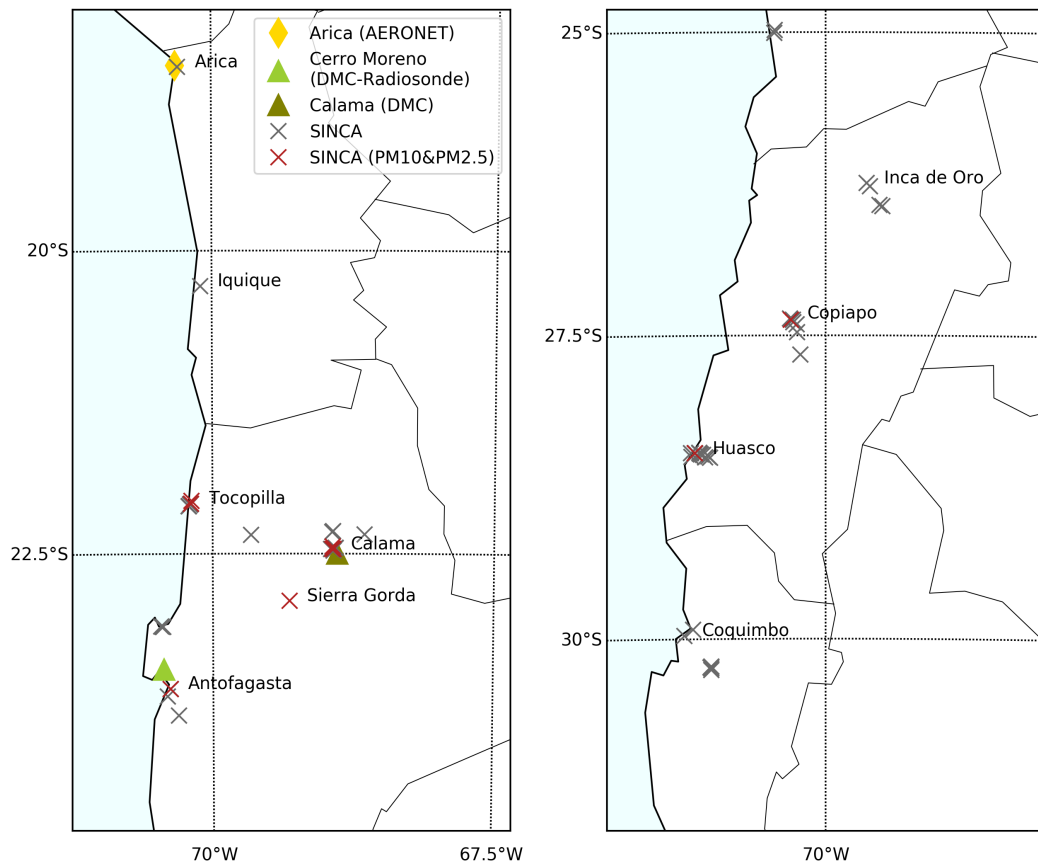 Arica (AERONET)
Cerro Moreno
(DMC-Radiosonde)
Calama (DMC)
SINCA
SINCA (PM10&PM2.5)
Arica
20°S
Iquique
Tocopilla
22.5°S
Calama
Sierra Gorda
Antofagasta
70°W
67.5°W
25°S
Inca de Oro
Copiapo
27.5°S
Huasco
Coquimbo
30°S
70°W